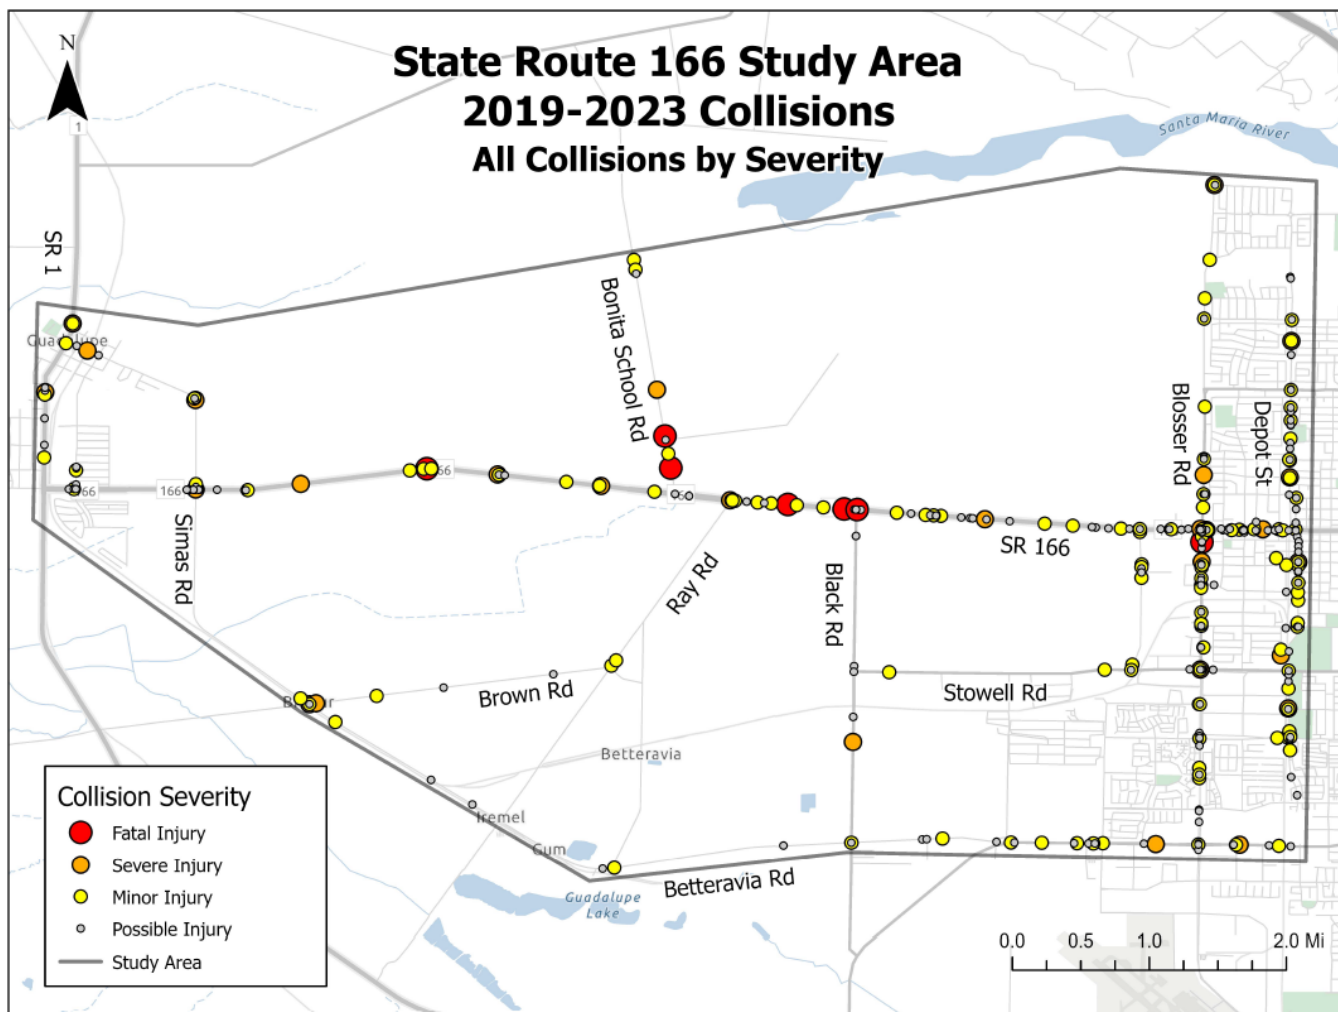 State Route 166 Study Area
2019-2023 Collisions
All Collisions by Severity
N
1
Santa Maria River
SR 1
Guadalupe
Bonita School Rd
Blosser Rd
Depot St
166
166
Simas Rd
SR 166
Ray Rd
Black Rd
Brown Rd
Stowell Rd
Betteravia
Iremel
Gum
Betteravia Rd
Guadalupe
Lake
Collision Severity
Fatal Injury
Severe Injury
Minor Injury
Possible Injury
Study Area
0.0 0.5 1.0 2.0 Mi